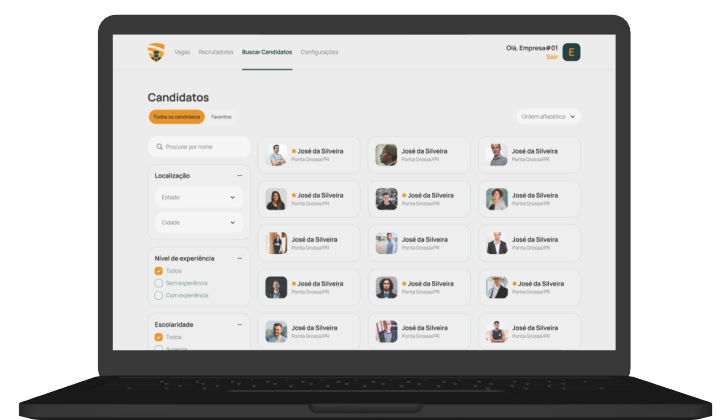 Vagas Recrutadores Buscar Candidatos Configurações
Olá, Empresa#01
Sair
E
Candidatos
Todos os candidatos Favoritos
Ordem alfabética
Procurar por nome
Localização
Estado
Cidade
Nível de experiência
Todos
Sem experiência
Com experiência
Escolaridade
Todos
Superior
José da Silveira
Ponta Grossa/PR
José da Silveira
Ponta Grossa/PR
José da Silveira
Ponta Grossa/PR
José da Silveira
Ponta Grossa/PR
José da Silveira
Ponta Grossa/PR
José da Silveira
Ponta Grossa/PR
José da Silveira
Ponta Grossa/PR
José da Silveira
Ponta Grossa/PR
José da Silveira
Ponta Grossa/PR
José da Silveira
Ponta Grossa/PR
José da Silveira
Ponta Grossa/PR
José da Silveira
Ponta Grossa/PR
José da Silveira
Ponta Grossa/PR
José da Silveira
Ponta Grossa/PR
José da Silveira
Ponta Grossa/PR